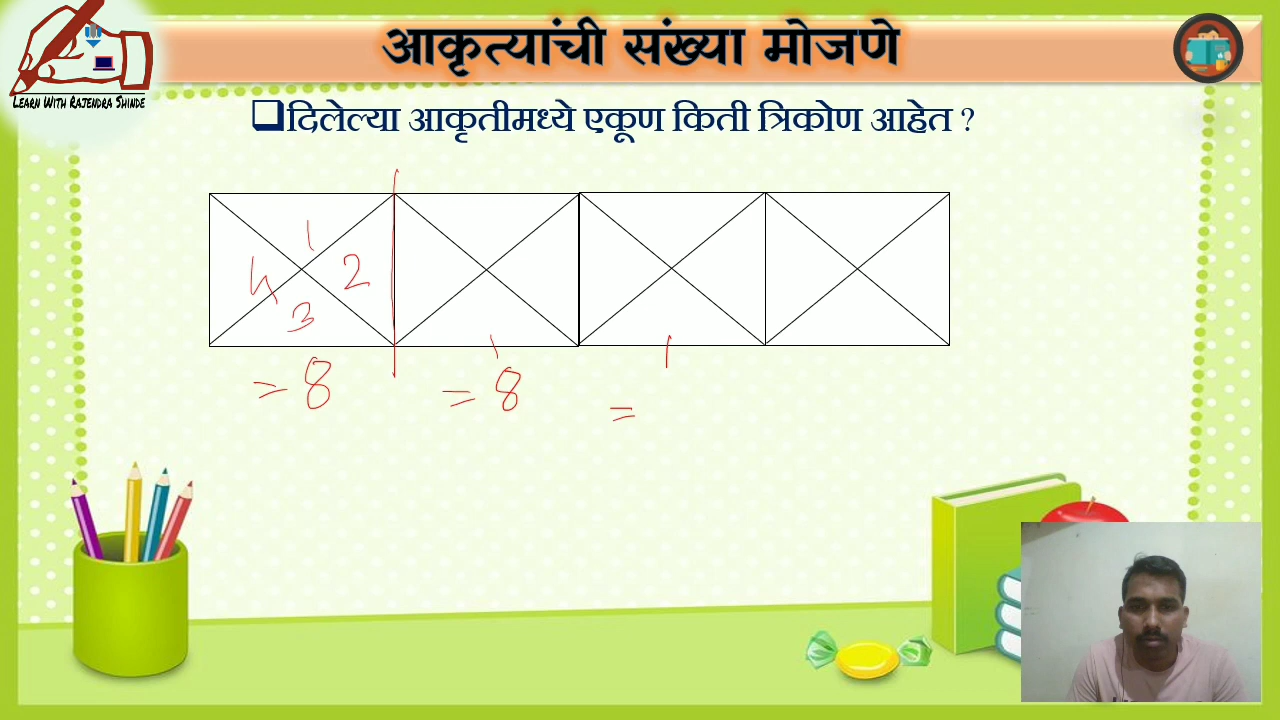 आकृत्यांची संख्या मोजणे
LEARN WITH RAJENDRA SHINDE
दिलेल्या आकृतीमध्ये एकूण किती त्रिकोण आहेत ?
1
4 2
3
= 8 = 8 =